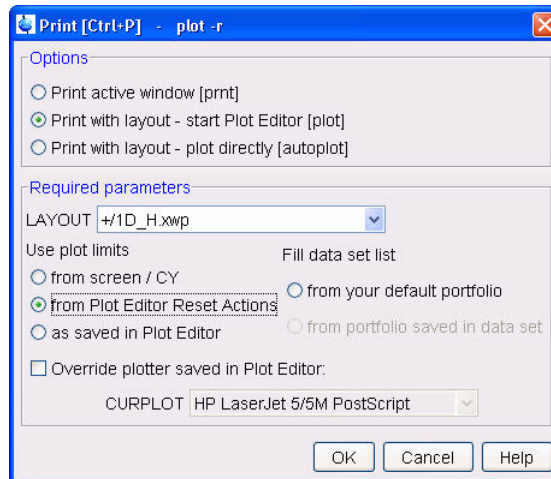 Print [Ctrl+P] - plot -r
Options
Print active window [prnt]
Print with layout - start Plot Editor [plot]
Print with layout - plot directly [autoplot]
Required parameters
LAYOUT +/1D_H.xwp
Use plot limits
from screen / CY
from Plot Editor Reset Actions
as saved in Plot Editor
Fill data set list
from your default portfolio
from portfolio saved in data set
Override plotter saved in Plot Editor:
CURPLOT HP LaserJet 5/5M PostScript
OK Cancel Help